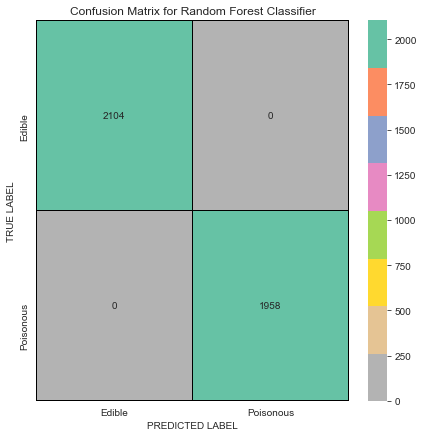 Confusion Matrix for Random Forest Classifier
TRUE LABEL
Edible
2104
0
Poisonous
0
1958
Edible
Poisonous
PREDICTED LABEL
2000
1750
1500
1250
1000
750
500
250
0